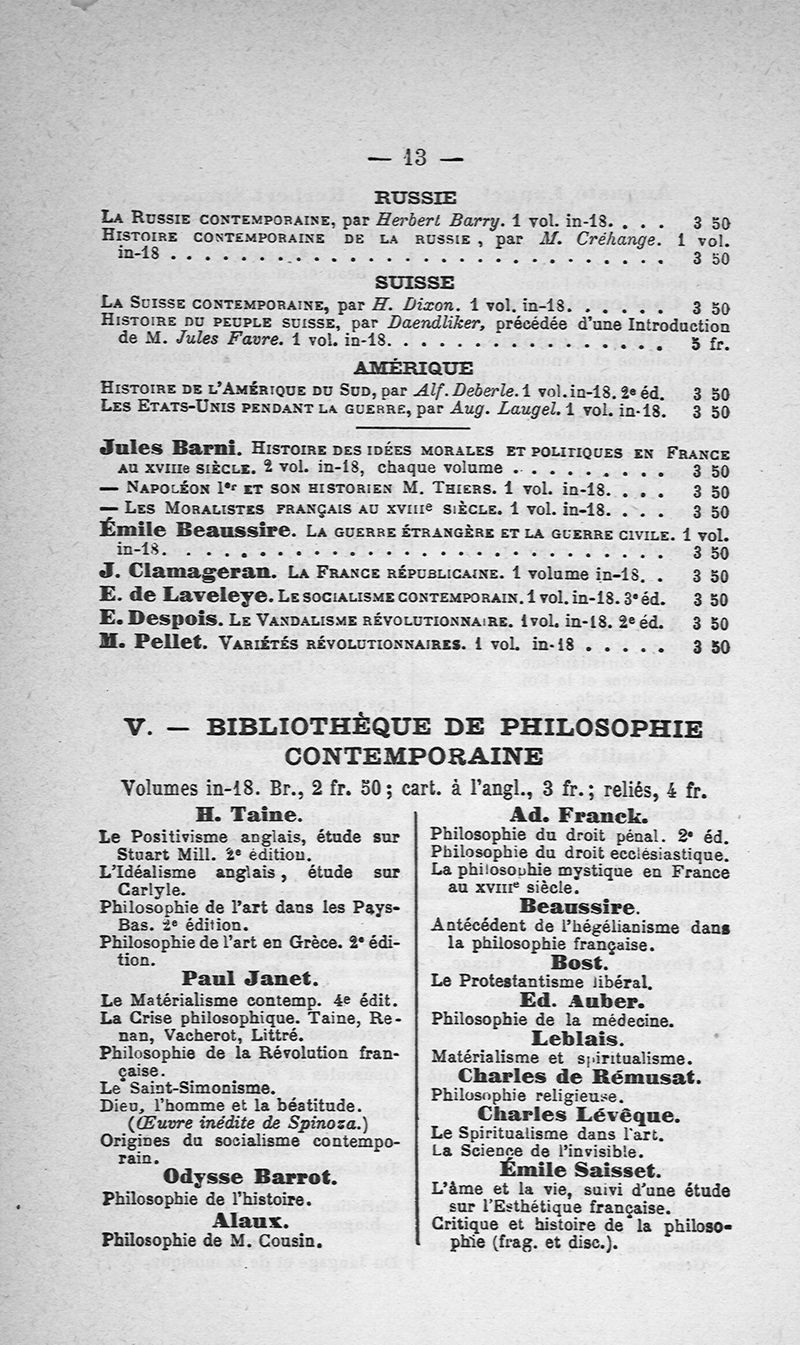 — 13 —
RUSSIE
LA RUSSIE CONTEMPORAINE, par Herbert Barry. 1 vol. in-18. . . . 3 50
HISTOIRE CONTEMPORAINE DE LA RUSSIE, par M. Créhange. 1 vol.
in-18 . . . . . . . . . . . . . . . . . . . . . . . . . . . . 3 50
SUISSE
LA SUISSE CONTEMPORAINE, par H. Dixon. 1 vol. in-18. . . . . . 3 50
HISTOIRE DU PEUPLE SUISSE, par Daendliker, précédée d'une Introduction
de M. Jules Favre. 1 vol. in-18. . . . . . . . . . . . . . . . 5 fr.
AMÉRIQUE
HISTOIRE DE L'AMÉRIQUE DU SUD, par Alf. Deberle. 1 vol. in-18. 2e éd. 3 50
LES ETATS-UNIS PENDANT LA GUERRE, par Aug. Laugel. 1 vol. in-18. 3 50
Jules Barni. HISTOIRE DES IDÉES MORALES ET POLITIQUES EN FRANCE
AU XVIIIe SIÈCLE. 2 vol. in-18, chaque volume . . . . . . . . . 3 50
— NAPOLÉON Ier ET SON HISTORIEN M. THIERS. 1 vol. in-18. . . . 3 50
— LES MORALISTES FRANÇAIS AU XVIIIe SIÈCLE. 1 vol. in-18. . . . 3 50
Émile Beaussire. LA GUERRE ÉTRANGÈRE ET LA GUERRE CIVILE. 1 vol.
in-18. . . . . . . . . . . . . . . . . . . . . . . . . . . . 3 50
J. Clamageran. LA FRANCE RÉPUBLICAINE. 1 volume in-18. . 3 50
E. de Laveleye. LE SOCIALISME CONTEMPORAIN. 1 vol. in-18. 3e éd. 3 50
E. Despois. LE VANDALISME RÉVOLUTIONNAIRE. 1 vol. in-18. 2e éd. 3 50
M. Pellet. VARIÉTÉS RÉVOLUTIONNAIRES. 1 vol. in-18 . . . . . 3 50
V. — BIBLIOTHÈQUE DE PHILOSOPHIE
CONTEMPORAINE
Volumes in-18. Br., 2 fr. 50; cart. à l'angl., 3 fr.; reliés, 4 fr.
H. Taine.
Le Positivisme anglais, étude sur
Stuart Mill. 2e édition.
L'Idéalisme anglais, étude sur
Carlyle.
Philosophie de l'art dans les Pays-
Bas. 2e édition.
Philosophie de l'art en Grèce. 2e édi-
tion.
Paul Janet.
Le Matérialisme contemp. 4e édit.
La Crise philosophique. Taine, Re-
nan, Vacherot, Littré.
Philosophie de la Révolution fran-
çaise.
Le Saint-Simonisme.
Dieu, l'homme et la béatitude.
(Œuvre inédite de Spinoza.)
Origines du socialisme contempo-
rain.
Odysse Barrot.
Philosophie de l'histoire.
Alaux.
Philosophie de M. Cousin.
Ad. Franck.
Philosophie du droit pénal. 2e éd.
Philosophie du droit ecclésiastique.
La philosophie mystique en France
au XVIIIe siècle.
Beaussire.
Antécédent de l'hégélianisme dans
la philosophie française.
Bost.
Le Protestantisme libéral.
Ed. Auber.
Philosophie de la médecine.
Leblais.
Matérialisme et spiritualisme.
Charles de Rémusat.
Philosophie religieuse.
Charles Lévêque.
Le Spiritualisme dans l'art.
La Science de l'invisible.
Émile Saisset.
L'âme et la vie, suivi d'une étude
sur l'Esthétique française.
Critique et histoire de la philoso-
phie (frag. et disc.).